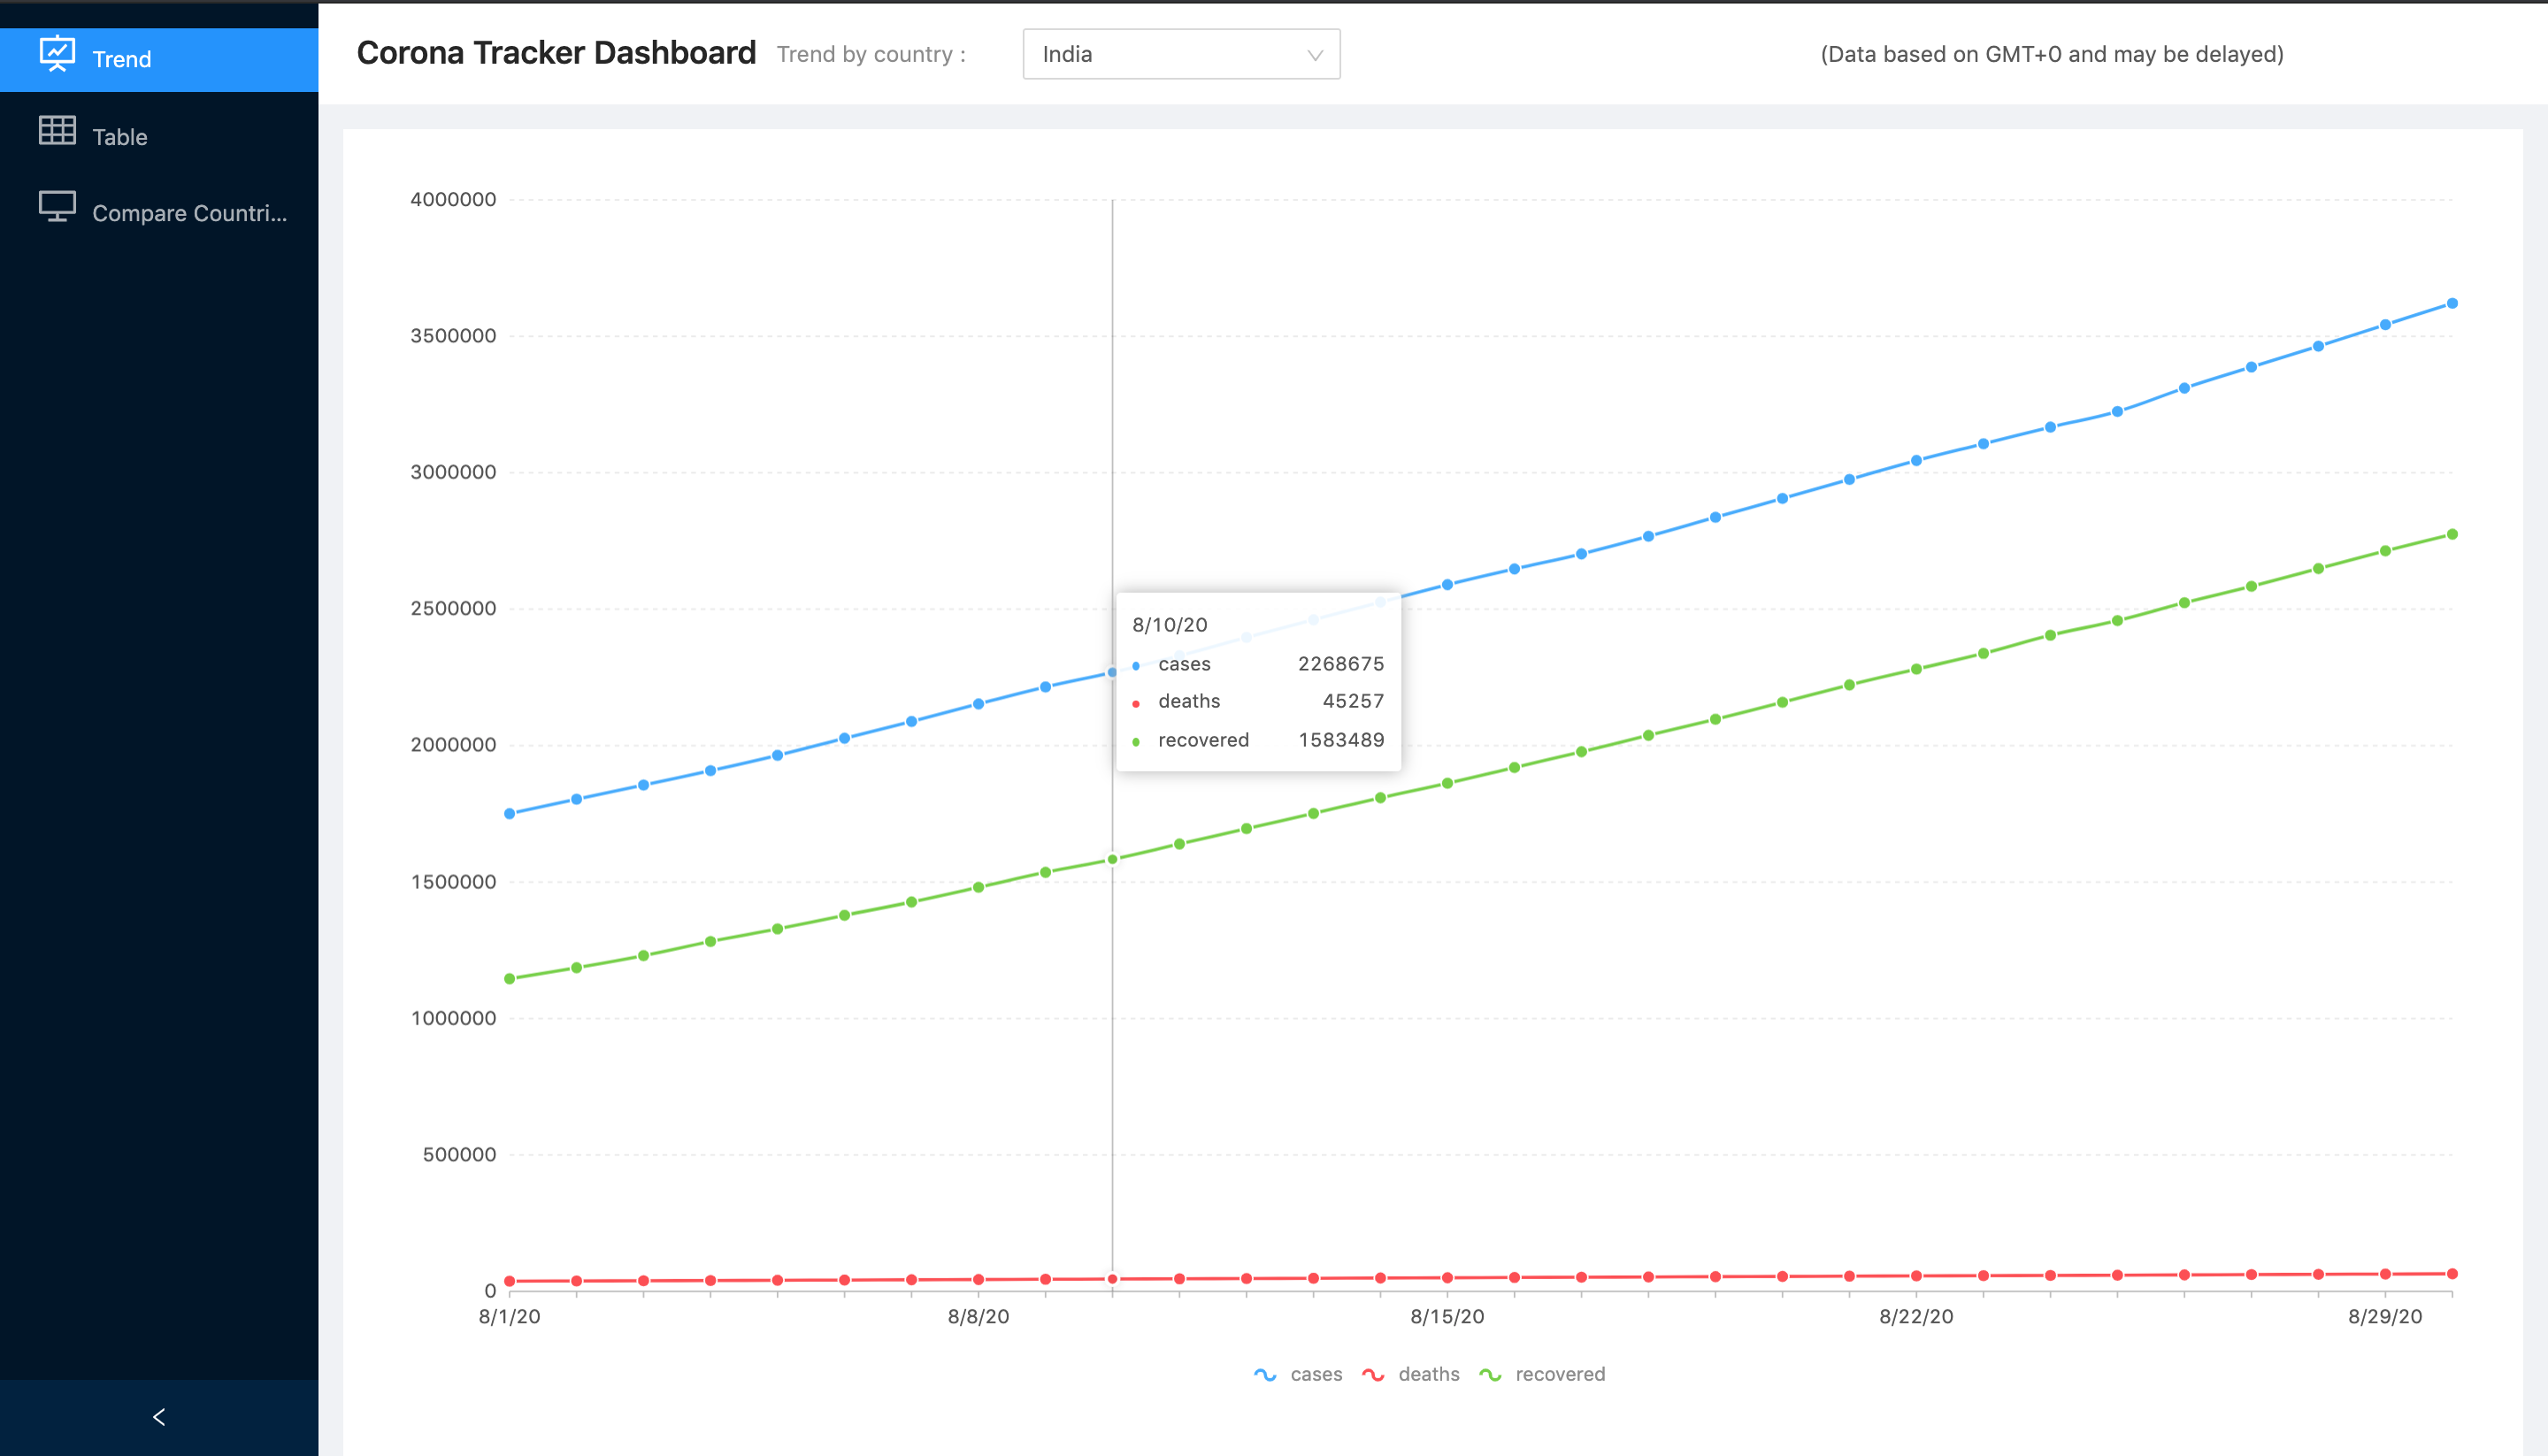 Trend
Table
Compare Countri...
Corona Tracker Dashboard
Trend by country :
India
(Data based on GMT+0 and may be delayed)
4000000
3500000
3000000
2500000
2000000
1500000
1000000
500000
0
8/10/20
cases 2268675
deaths 45257
recovered 1583489
8/1/20 8/8/20 8/15/20 8/22/20 8/29/20
cases deaths recovered